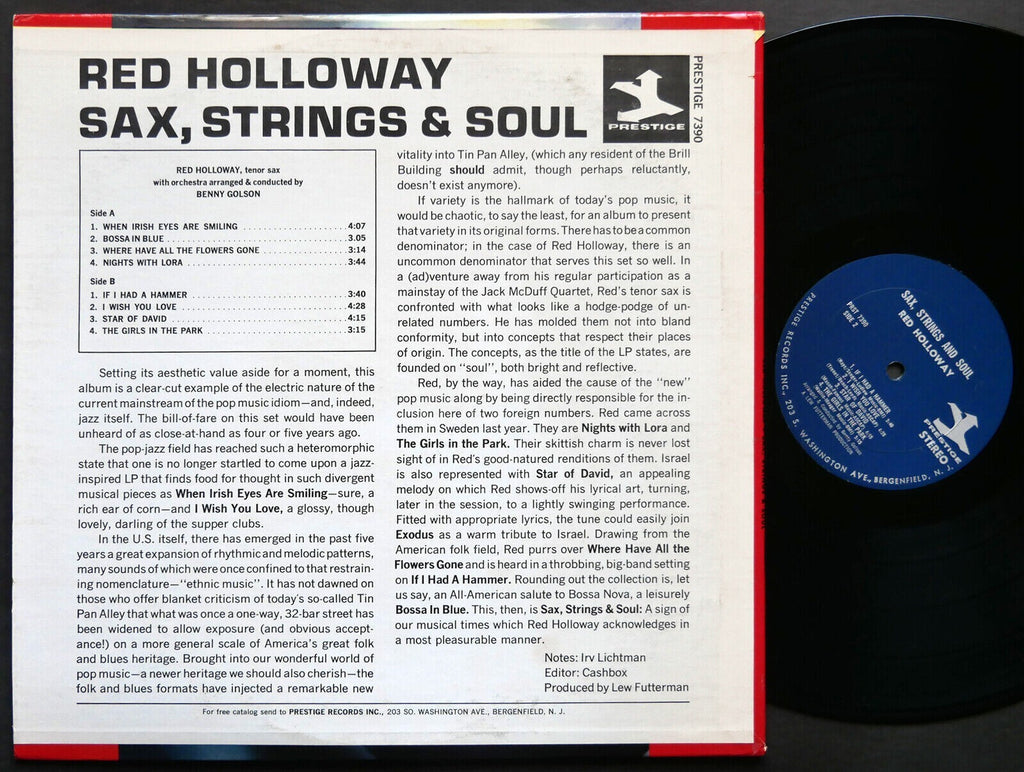 RED HOLLOWAY
SAX, STRINGS & SOUL
PRESTIGE
PRESTIGE 7390
RED HOLLOWAY, tenor sax
with orchestra arranged & conducted by
BENNY GOLSON
Side A
1. WHEN IRISH EYES ARE SMILING 4:07
2. BOSSA IN BLUE 3.05
3. WHERE HAVE ALL THE FLOWERS GONE 3:14
4. NIGHTS WITH LORA 3:44
Side B
1. IF I HAD A HAMMER 3:40
2. I WISH YOU LOVE 4:28
3. STAR OF DAVID 4:15
4. THE GIRLS IN THE PARK 3:15
Setting its aesthetic value aside for a moment, this
album is a clear-cut example of the electric nature of the
current mainstream of the pop music idiom—and, indeed,
jazz itself. The bill-of-fare on this set would have been
unheard of as close-at-hand as four or five years ago.
The pop-jazz field has reached such a heteromorphic
state that one is no longer startled to come upon a jazz-
inspired LP that finds food for thought in such divergent
musical pieces as When Irish Eyes Are Smiling—sure, a
rich ear of corn—and I Wish You Love, a glossy, though
lovely, darling of the supper clubs.
In the U.S. itself, there has emerged in the past five
years a great expansion of rhythmic and melodic patterns,
many sounds of which were once confined to that restrain-
ing nomenclature—"ethnic music". It has not dawned on
those who offer blanket criticism of today's so-called Tin
Pan Alley that what was once a one-way, 32-bar street has
been widened to allow exposure (and obvious accept-
ance!) on a more general scale of America's great folk
and blues heritage. Brought into our wonderful world of
pop music—a newer heritage we should also cherish—the
folk and blues formats have injected a remarkable new
vitality into Tin Pan Alley, (which any resident of the Brill
Building should admit, though perhaps reluctantly,
doesn't exist anymore).
If variety is the hallmark of today's pop music, it
would be chaotic, to say the least, for an album to present
that variety in its original forms. There has to be a common
denominator; in the case of Red Holloway, there is an
uncommon denominator that serves this set so well. In
a (ad)venture away from his regular participation as a
mainstay of the Jack McDuff Quartet, Red's tenor sax is
confronted with what looks like a hodge-podge of un-
related numbers. He has molded them not into bland
conformity, but into concepts that respect their places
of origin. The concepts, as the title of the LP states, are
founded on "soul", both bright and reflective.
Red, by the way, has aided the cause of the "new"
pop music along by being directly responsible for the in-
clusion here of two foreign numbers. Red came across
them in Sweden last year. They are Nights with Lora and
The Girls in the Park. Their skittish charm is never lost
sight of in Red's good-natured renditions of them. Israel
is also represented with Star of David, an appealing
melody on which Red shows-off his lyrical art, turning,
later in the session, to a lightly swinging performance.
Fitted with appropriate lyrics, the tune could easily join
Exodus as a warm tribute to Israel. Drawing from the
American folk field, Red purrs over Where Have All the
Flowers Gone and is heard in a throbbing, big-band setting
on If I Had A Hammer. Rounding out the collection is, let
us say, an All-American salute to Bossa Nova, a leisurely
Bossa In Blue. This, then, is Sax, Strings & Soul: A sign of
our musical times which Red Holloway acknowledges in
a most pleasurable manner.
Notes: Irv Lichtman
Editor: Cashbox
Produced by Lew Futterman
For free catalog send to PRESTIGE RECORDS INC., 203 SO. WASHINGTON AVE., BERGENFIELD, N. J.
SAX, STRINGS AND SOUL
RED HOLLOWAY
PRST 7390
SIDE 2
1. IF I HAD A HAMMER
PRESTIGE
STEREO
PRESTIGE RECORDS INC., 203 S. WASHINGTON AVE., BERGENFIELD, N. J.